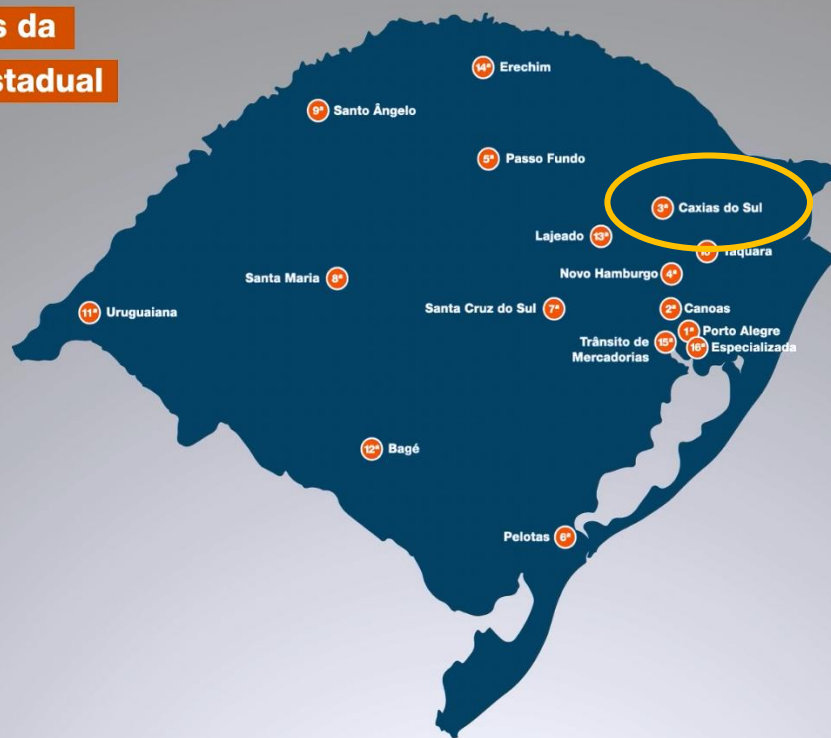 s da
stadual
14ª Erechim
9ª Santo Ângelo
5ª Passo Fundo
3ª Caxias do Sul
Lajeado 13ª
10ª Taquara
Novo Hamburgo 4ª
Santa Maria 8ª
11ª Uruguaiana
Santa Cruz do Sul 7ª
2ª Canoas
1ª Porto Alegre
Trânsito de
Mercadorias 15ª
16ª Especializada
12ª Bagé
Pelotas 6ª